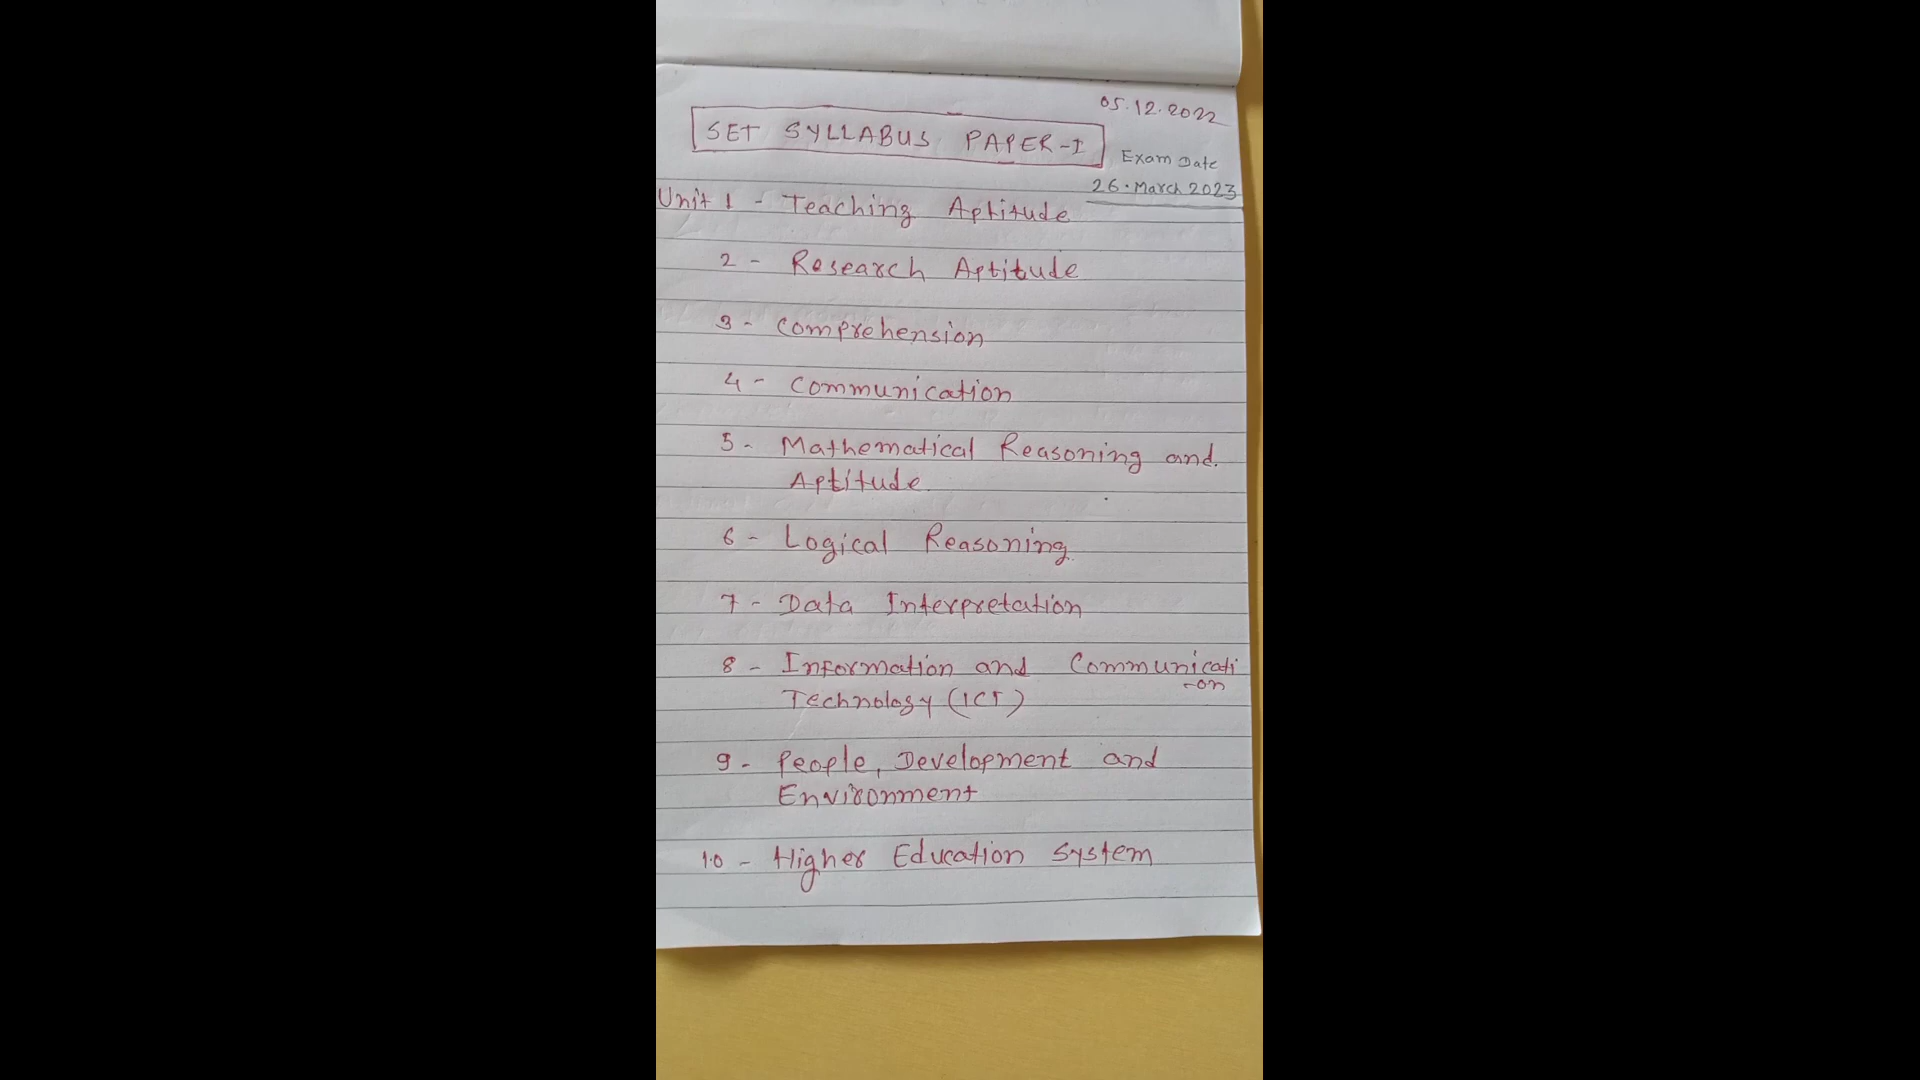 05.12.2022
SET SYLLABUS PAPER-I
Exam Date
26. March 2023
Unit 1 - Teaching Aptitude
2 - Research Aptitude
3 - Comprehension
4 - Communication
5 - Mathematical Reasoning and
Aptitude
6 - Logical Reasoning
7 - Data Interpretation
8 - Information and Communicati
-on
Technology (ICT)
9 - People, Development and
Environment
10 - Higher Education System